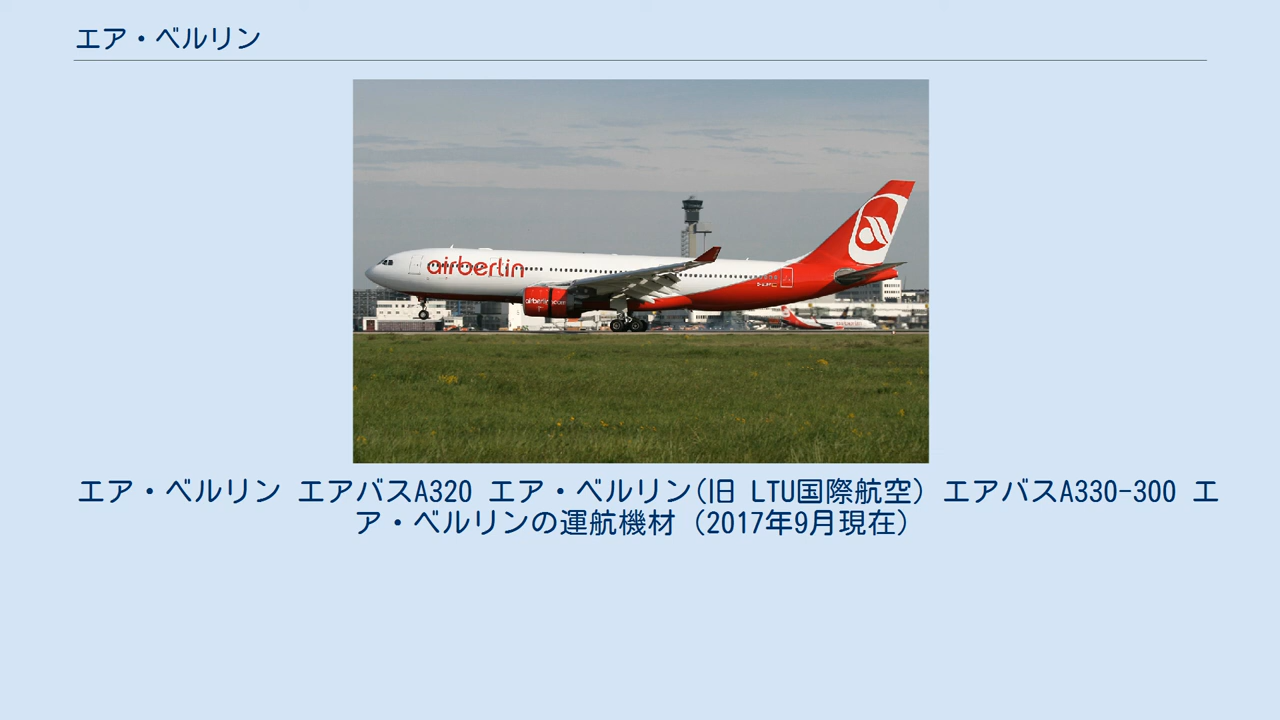 エア・ベルリン
airberlin
airberlin.com
エア・ベルリン エアバスA320 エア・ベルリン(旧 LTU国際航空) エアバスA330-300 エ
ア・ベルリンの運航機材（2017年9月現在）